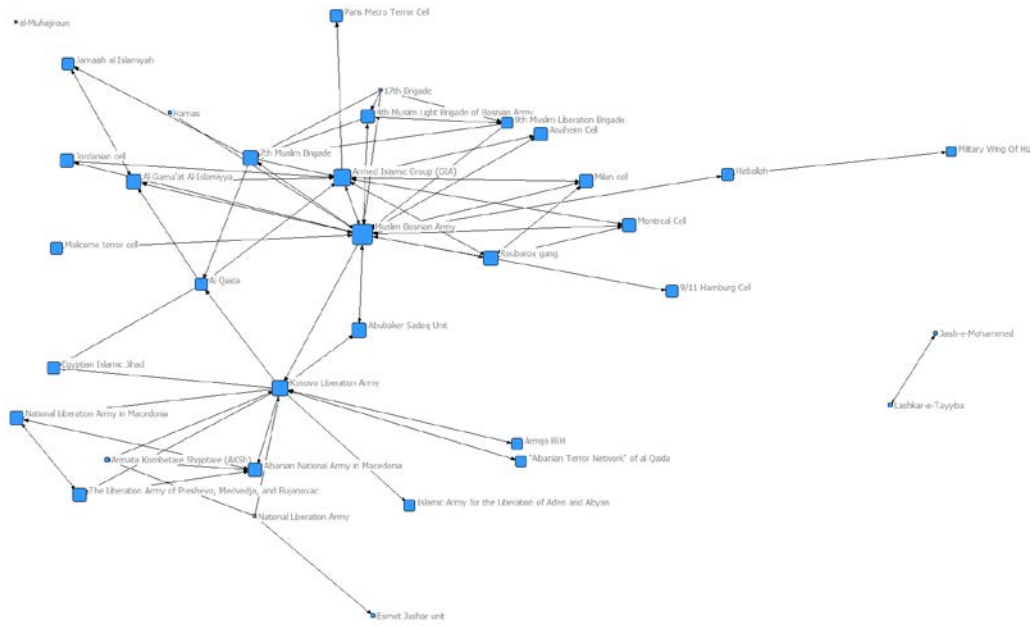 Paris Metro Terror Cell
al-Muhajiroun
Jamaah al Islamiyah
17th Brigade
Hamas
4th Muslim Light Brigade of Bosnian Army
9th Muslim Liberation Brigade
Anaheim Cell
7th Muslim Brigade
Military Wing Of
Jordanian cell
Armed Islamic Group (GIA)
Hizballah
Al-Gama'at Al-Islamiyya
Milan cell
Montreal Cell
Muslim Bosnian Army
Malcome terror cell
Roubarox gang
Al Qaida
9/11 Hamburg Cell
Abubaker Sadeq Unit
Jaish-e-Mohammed
Egyptian Islamic Jihad
Kosovo Liberation Army
Lashkar-e-Tayyba
National Liberation Army in Macedonia
Armija BIH
Armata Kombetare Shqiptare (AKSh)
"Albanian Terror Network" of al Qaida
Albanian National Army in Macedonia
The Liberation Army of Preshevo, Medvedja, and Bujanovac
Islamic Army for the Liberation of Aden and Abyan
National Liberation Army
Esmet Jashar unit